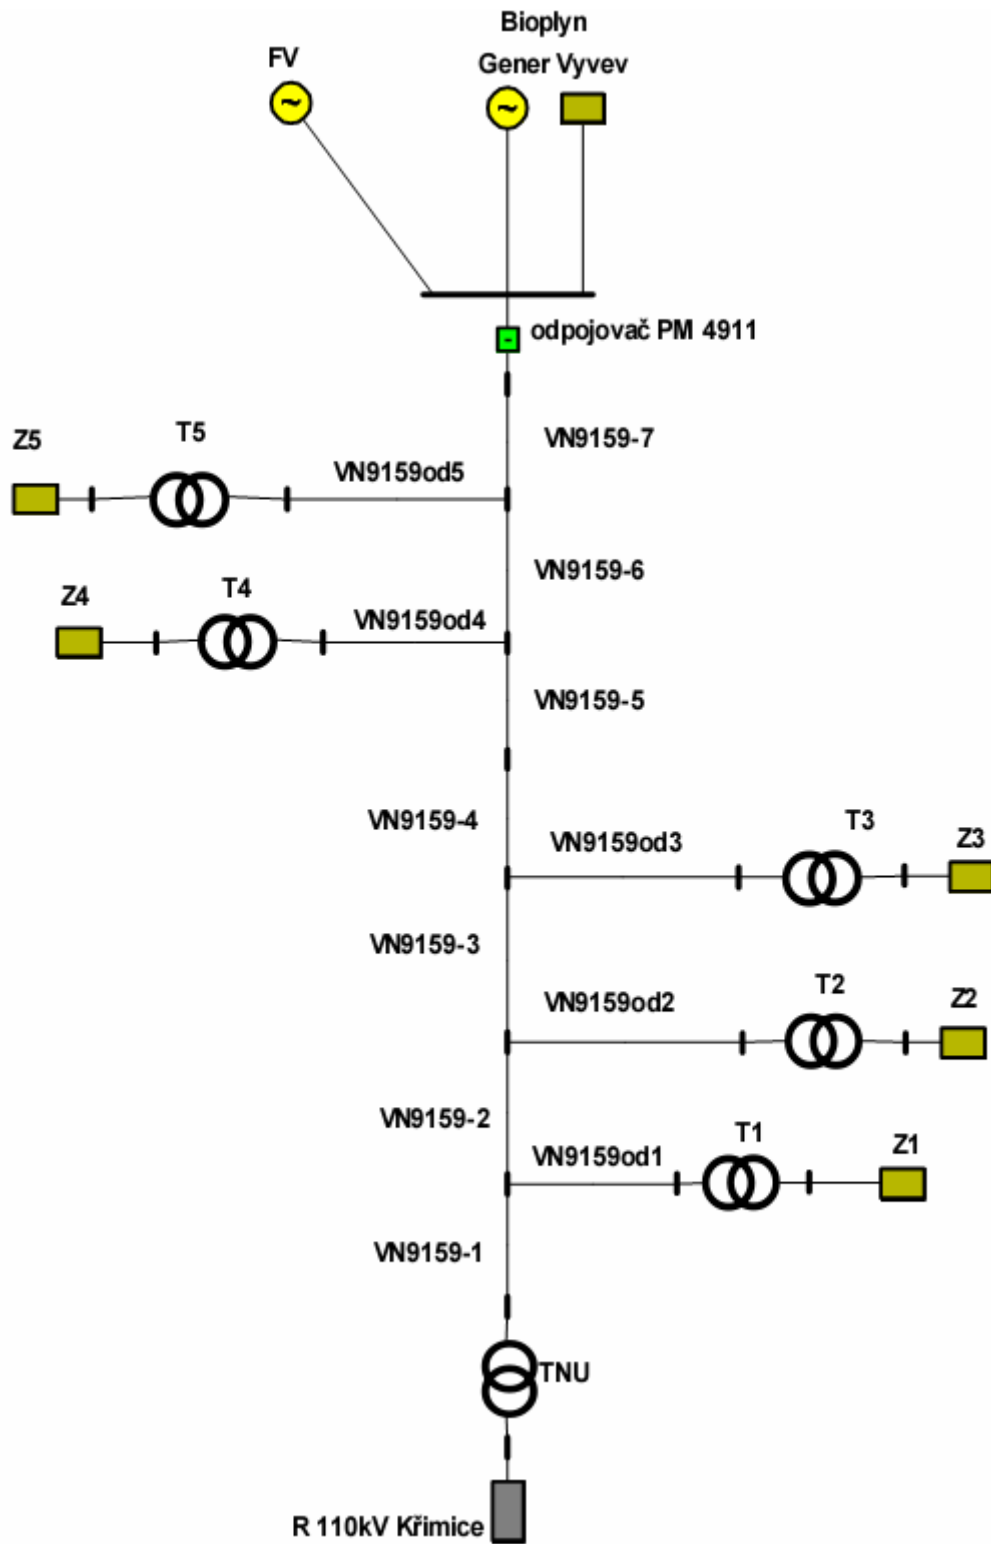 Bioplyn
FV
Gener Vyvev
odpojovač PM 4911
VN9159-7
Z5
T5
VN9159od5
VN9159-6
Z4
T4
VN9159od4
VN9159-5
VN9159-4
VN9159od3
T3
Z3
VN9159-3
VN9159od2
T2
Z2
VN9159-2
VN9159od1
T1
Z1
VN9159-1
TNU
R 110kV Křimice